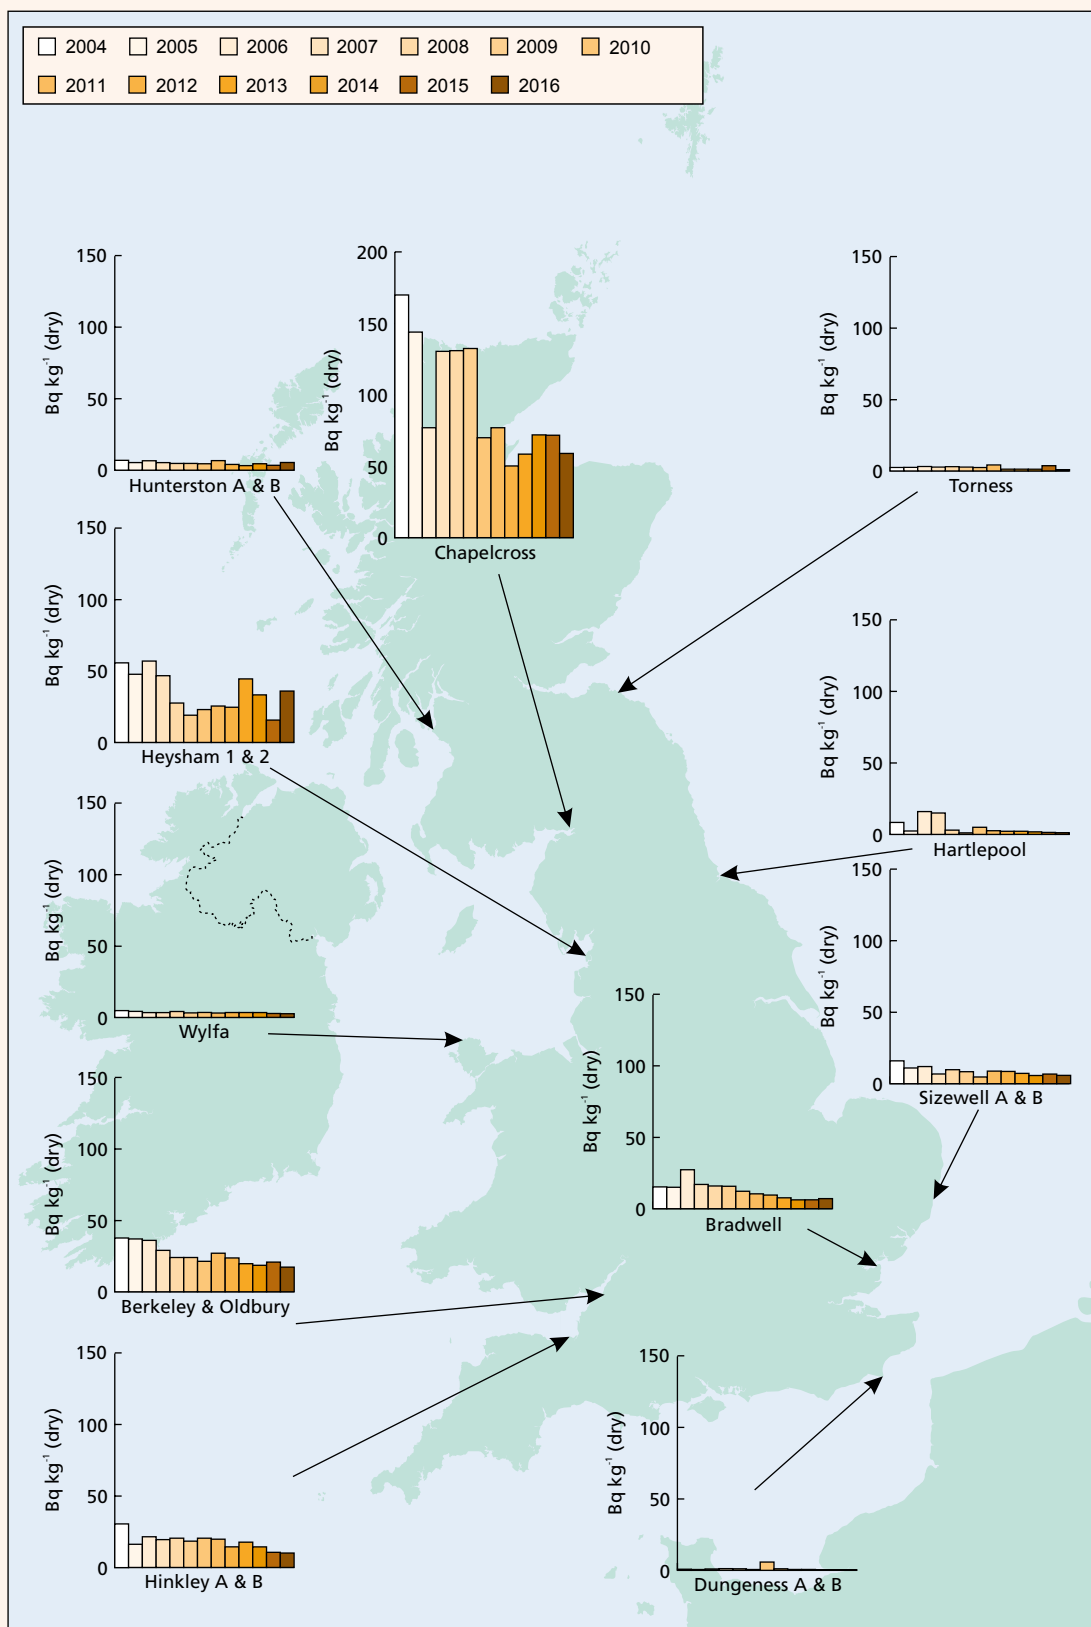 2004 2005 2006 2007 2008 2009 2010
2011 2012 2013 2014 2015 2016
150
100
50
0
Bq kg-1 (dry)
Hunterston A & B
200
150
100
50
0
Bq kg-1 (dry)
Chapelcross
150
100
50
0
Bq kg-1 (dry)
Torness
150
100
50
0
Bq kg-1 (dry)
Heysham 1 & 2
150
100
50
0
Bq kg-1 (dry)
Hartlepool
150
100
50
0
Bq kg-1 (dry)
Wylfa
150
100
50
0
Bq kg-1 (dry)
Sizewell A & B
150
100
50
0
Bq kg-1 (dry)
Bradwell
150
100
50
0
Bq kg-1 (dry)
Berkeley & Oldbury
150
100
50
0
Bq kg-1 (dry)
Hinkley A & B
150
100
50
0
Bq kg-1 (dry)
Dungeness A & B